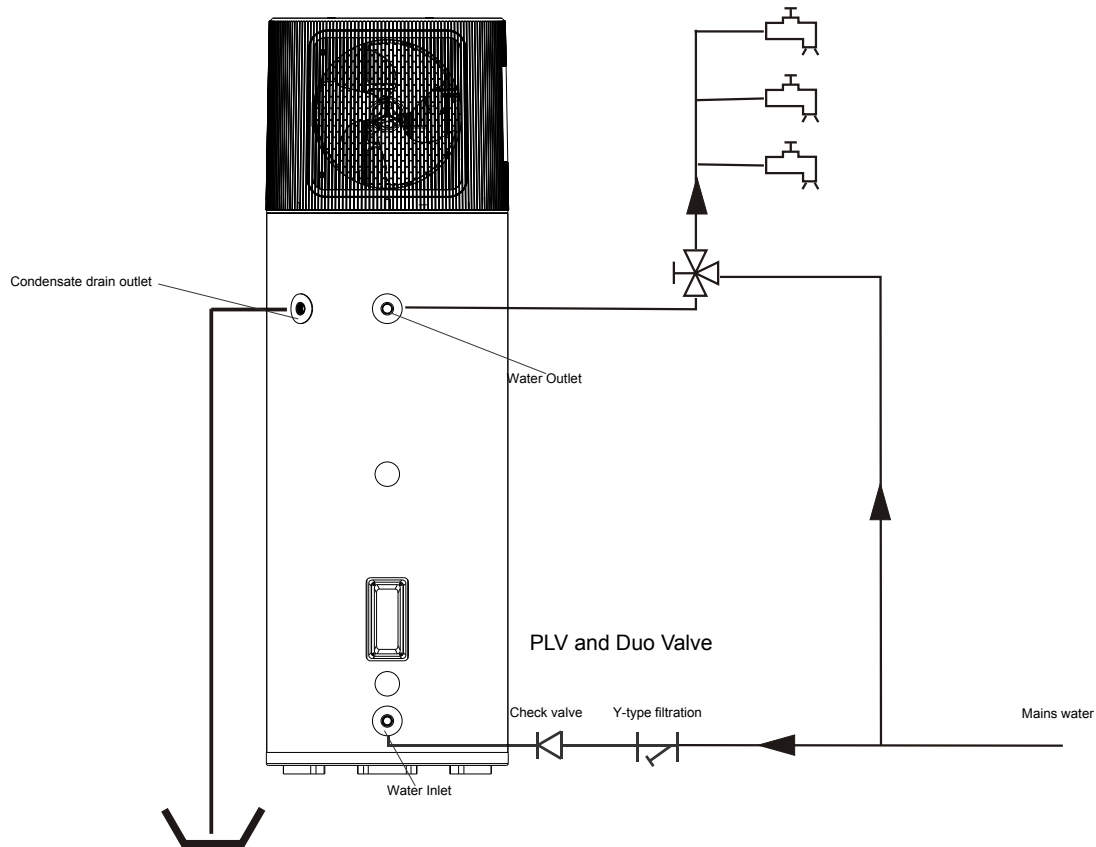 Condensate drain outlet
Water Outlet
PLV and Duo Valve
Check valve
Y-type filtration
Mains water
Water Inlet